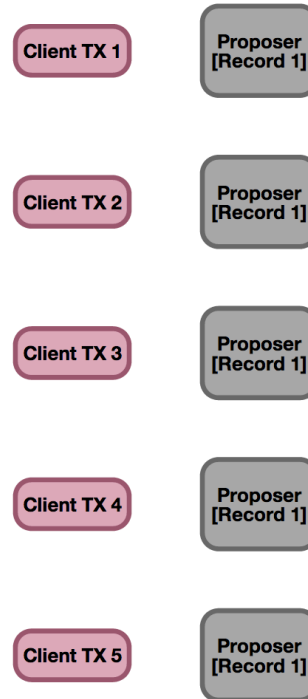 Client TX 1
Proposer
[Record 1]
Client TX 2
Proposer
[Record 1]
Client TX 3
Proposer
[Record 1]
Client TX 4
Proposer
[Record 1]
Client TX 5
Proposer
[Record 1]